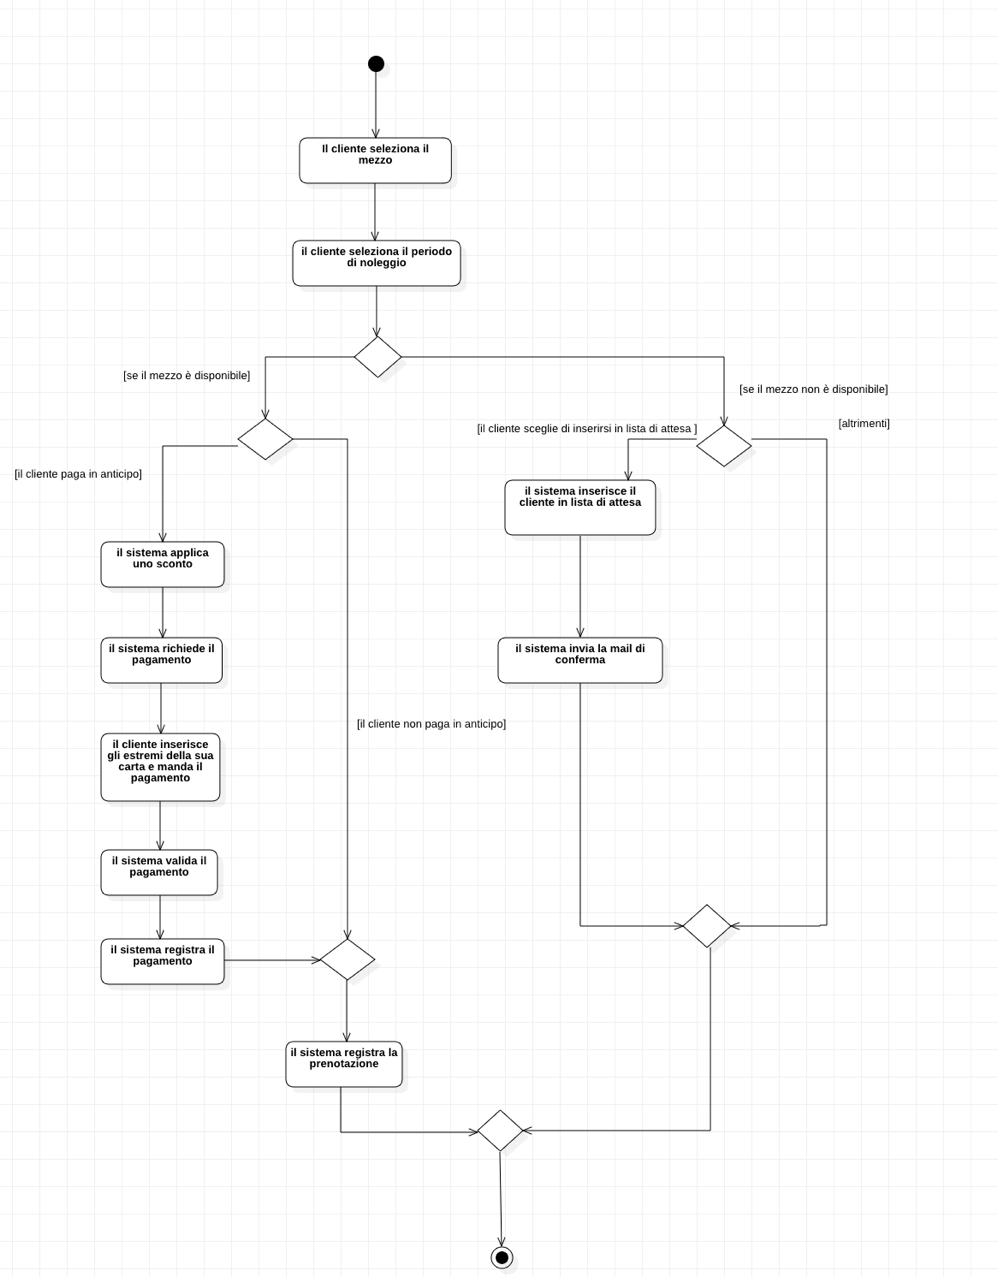 Il cliente seleziona il
mezzo
il cliente seleziona il periodo
di noleggio
[se il mezzo è disponibile]
[se il mezzo non è disponibile]
[altrimenti]
[il cliente sceglie di inserirsi in lista di attesa ]
[il cliente paga in anticipo]
il sistema inserisce il
cliente in lista di attesa
il sistema applica
uno sconto
il sistema richiede il
pagamento
il sistema invia la mail di
conferma
[il cliente non paga in anticipo]
il cliente inserisce
gli estremi della sua
carta e manda il
pagamento
il sistema valida il
pagamento
il sistema registra il
pagamento
il sistema registra la
prenotazione